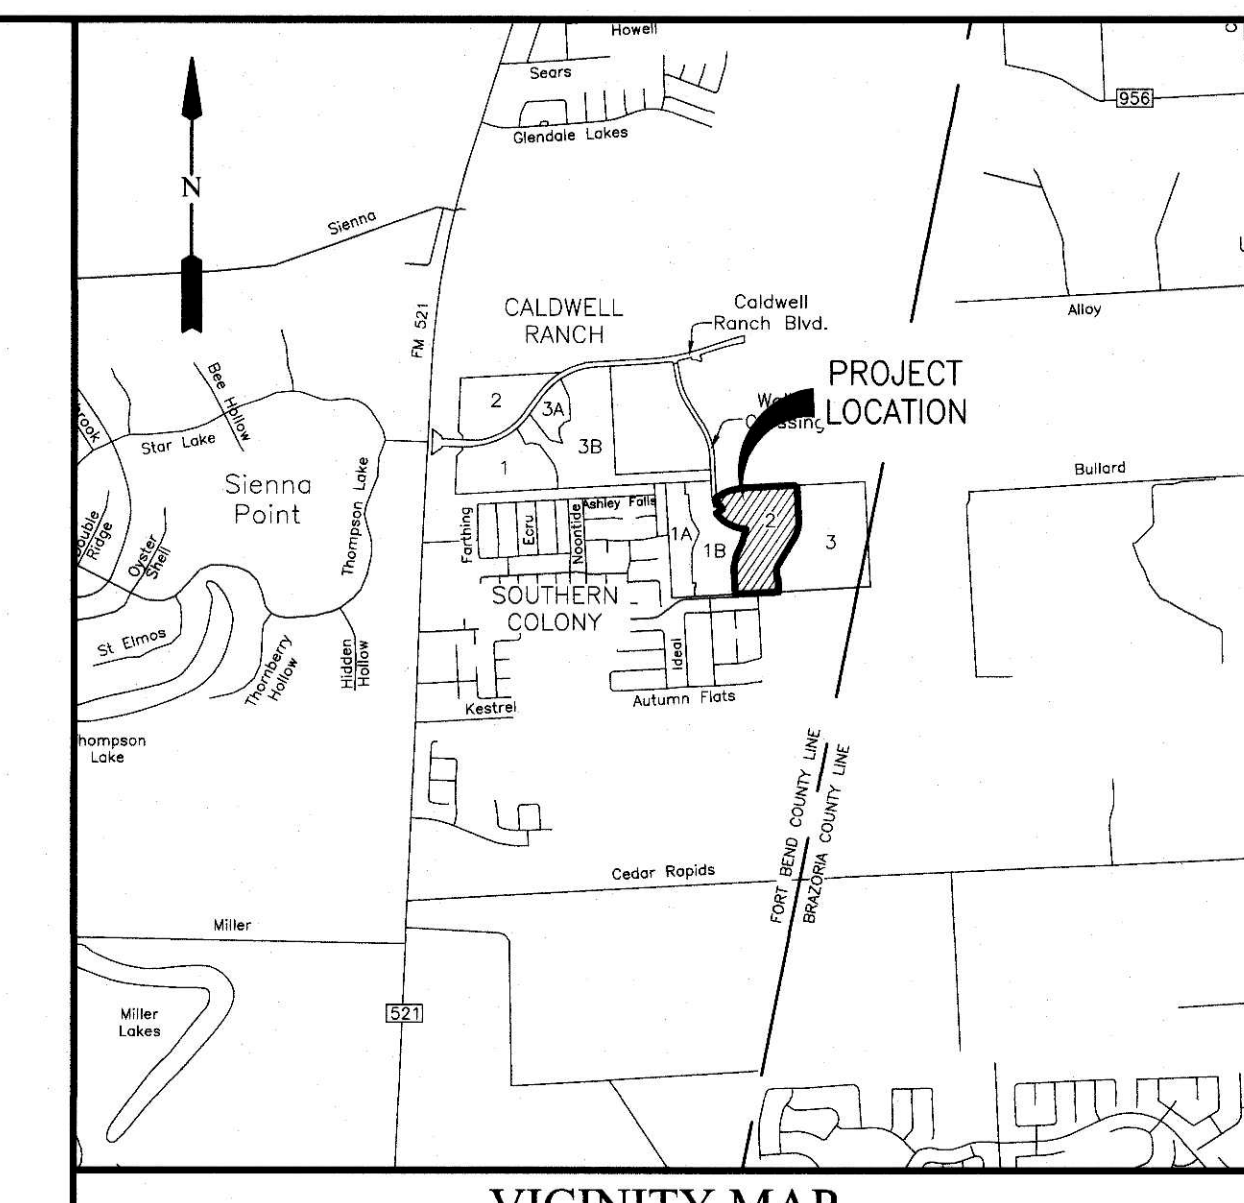 Howell
Sears
Glendale Lakes
956
N
Sienna
FM 521
CALDWELL
RANCH
Caldwell
Ranch Blvd.
Alloy
PROJECT
LOCATION
Bee
Hollow
Star Lake
2
3A
3B
1
Sienna
Point
Thompson Lake
Bullard
Double
Ridge
Oyster
Shell
Farthing
Ecru
Noontide
Ashley Falls
1A
1B
2
3
SOUTHERN
COLONY
St Elmos
Thornberry
Hollow
Hidden
Hollow
Ideal
Autumn Flats
Kestrel
Lake
FORT BEND COUNTY LINE
BRAZORIA COUNTY LINE
Cedar Rapids
Miller
521
Miller
Lakes
VICINITY MAP